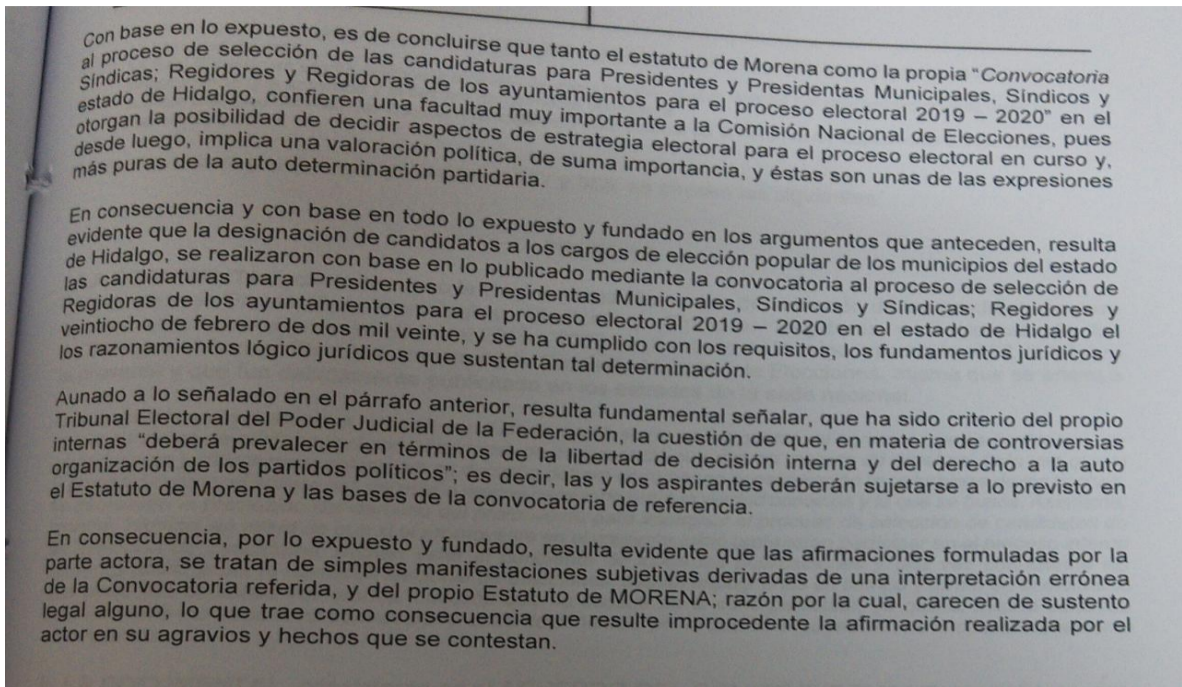 Con base en lo expuesto, es de concluirse que tanto el estatuto de Morena como la propia “Convocatoria
al proceso de selección de las candidaturas para Presidentes y Presidentas Municipales, Síndicos y
Síndicas; Regidores y Regidoras de los ayuntamientos para el proceso electoral 2019 – 2020” en el
estado de Hidalgo, confieren una facultad muy importante a la Comisión Nacional de Elecciones, pues
otorgan la posibilidad de decidir aspectos de estrategia electoral para el proceso electoral en curso y,
desde luego, implica una valoración política, de suma importancia, y éstas son unas de las expresiones
más puras de la auto determinación partidaria.
En consecuencia y con base en todo lo expuesto y fundado en los argumentos que anteceden, resulta
evidente que la designación de candidatos a los cargos de elección popular de los municipios del estado
de Hidalgo, se realizaron con base en lo publicado mediante la convocatoria al proceso de selección de
las candidaturas para Presidentes y Presidentas Municipales, Síndicos y Síndicas; Regidores y
Regidoras de los ayuntamientos para el proceso electoral 2019 – 2020 en el estado de Hidalgo el
veintiocho de febrero de dos mil veinte, y se ha cumplido con los requisitos, los fundamentos jurídicos y
los razonamientos lógico jurídicos que sustentan tal determinación.
Aunado a lo señalado en el párrafo anterior, resulta fundamental señalar, que ha sido criterio del propio
Tribunal Electoral del Poder Judicial de la Federación, la cuestión de que, en materia de controversias
internas “deberá prevalecer en términos de la libertad de decisión interna y del derecho a la auto
organización de los partidos políticos”; es decir, las y los aspirantes deberán sujetarse a lo previsto en
el Estatuto de Morena y las bases de la convocatoria de referencia.
En consecuencia, por lo expuesto y fundado, resulta evidente que las afirmaciones formuladas por la
parte actora, se tratan de simples manifestaciones subjetivas derivadas de una interpretación errónea
de la Convocatoria referida, y del propio Estatuto de MORENA; razón por la cual, carecen de sustento
legal alguno, lo que trae como consecuencia que resulte improcedente la afirmación realizada por el
actor en su agravios y hechos que se contestan.